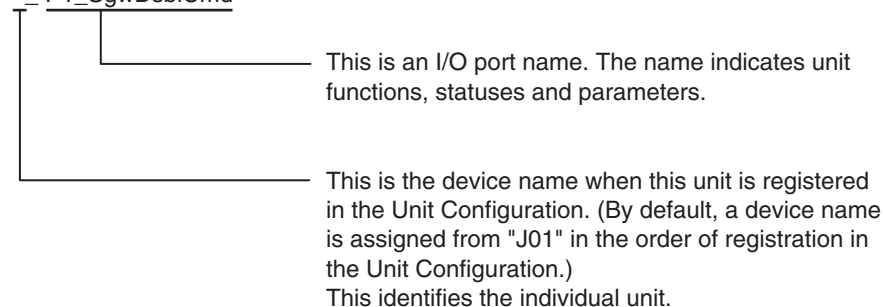 This is an I/O port name. The name indicates unit
functions, statuses and parameters.
This is the device name when this unit is registered
in the Unit Configuration. (By default, a device name
is assigned from "J01" in the order of registration in
the Unit Configuration.)
This identifies the individual unit.